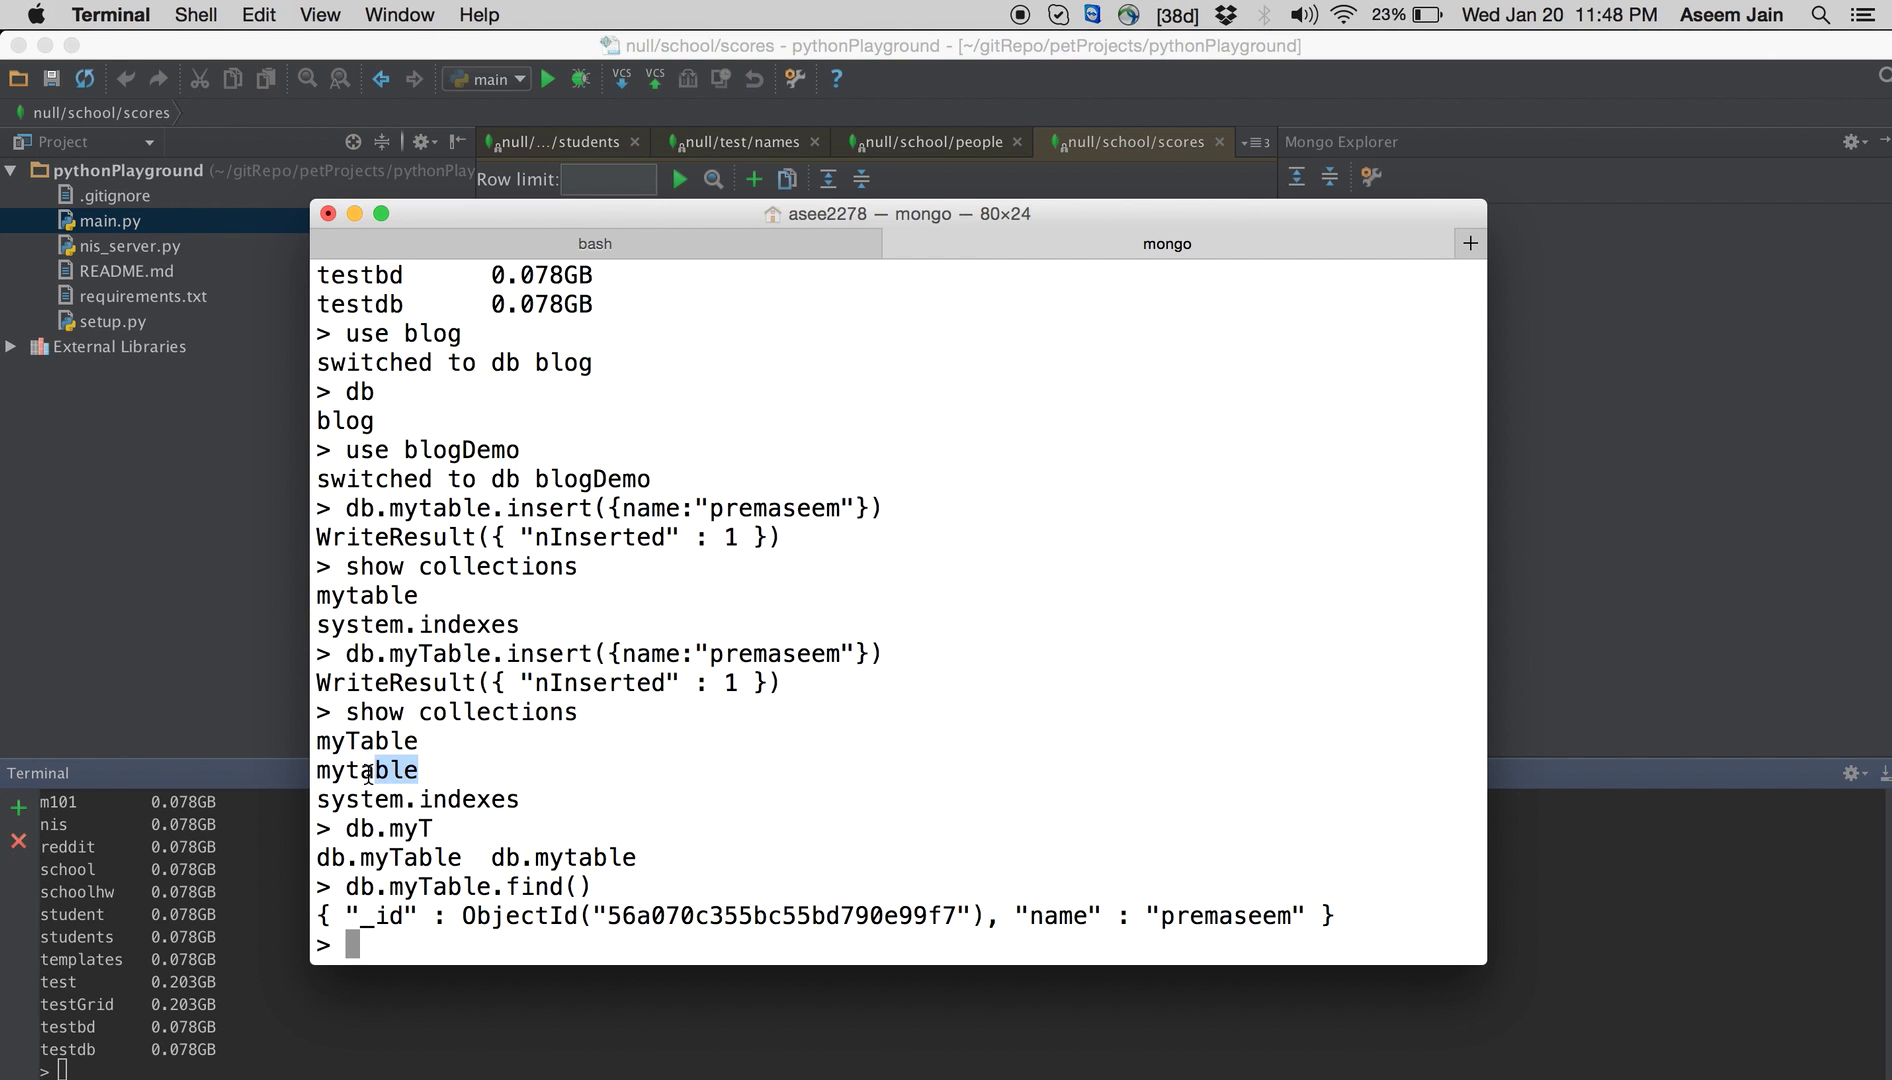 Terminal Shell Edit View Window Help [38d] 23% Wed Jan 20 11:48 PM Aseem Jain
null/school/scores - pythonPlayground - [~/gitRepo/petProjects/pythonPlayground]
main VCS VCS ?
null/school/scores
Project
null/.../students null/test/names null/school/people null/school/scores 3 Mongo Explorer
pythonPlayground (~/gitRepo/petProjects/pythonPlay
Row limit:
.gitignore
main.py
nis_server.py
README.md
requirements.txt
setup.py
External Libraries
asee2278 — mongo — 80×24
bash mongo
testbd 0.078GB
testdb 0.078GB
> use blog
switched to db blog
> db
blog
> use blogDemo
switched to db blogDemo
> db.mytable.insert({name:"premaseem"})
WriteResult({ "nInserted" : 1 })
> show collections
mytable
system.indexes
> db.myTable.insert({name:"premaseem"})
WriteResult({ "nInserted" : 1 })
> show collections
myTable
mytable
system.indexes
> db.myT
db.myTable db.mytable
> db.myTable.find()
{ "_id" : ObjectId("56a070c355bc55bd790e99f7"), "name" : "premaseem" }
>
Terminal
m101 0.078GB
nis 0.078GB
reddit 0.078GB
school 0.078GB
schoolhw 0.078GB
student 0.078GB
students 0.078GB
templates 0.078GB
test 0.203GB
testGrid 0.203GB
testbd 0.078GB
testdb 0.078GB
>